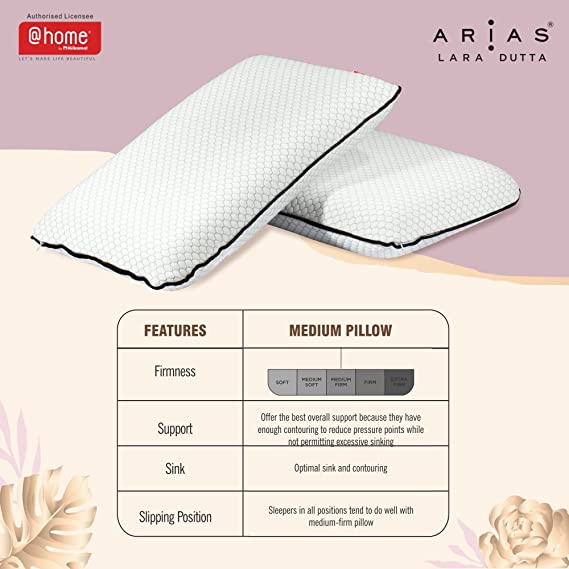 Authorised Licensee
@home®
by Nilkamal
LET'S MAKE LIFE BEAUTIFUL
ARIAS®
LARA DUTTA
FEATURES
MEDIUM PILLOW
Firmness
SOFT
MEDIUM
SOFT
MEDIUM
FIRM
FIRM
EXTRA
FIRM
Support
Offer the best overall support because they have
enough contouring to reduce pressure points while
not permitting excessive sinking
Sink
Optimal sink and contouring
Slipping Position
Sleepers in all positions tend to do well with
medium-firm pillow